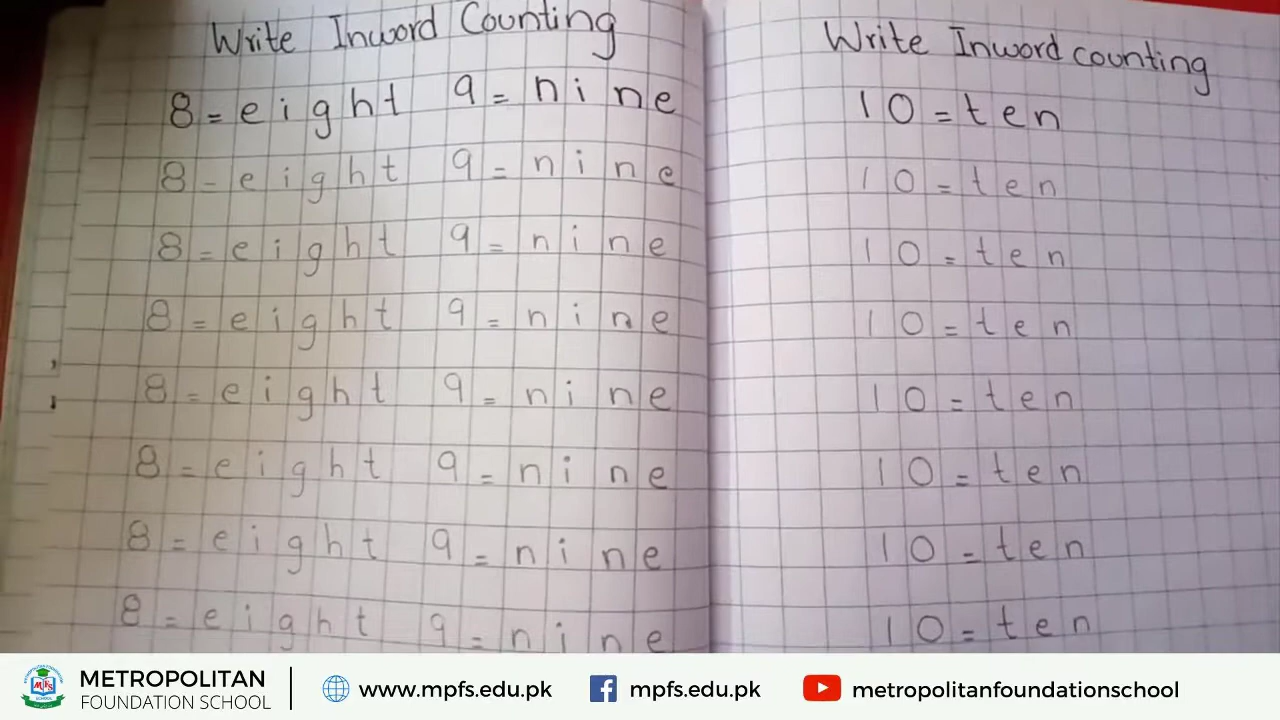 Write Inword Counting
8 = eight 9 = nine
8 = eight 9 = nine
8 = eight 9 = nine
8 = eight 9 = nine
8 = eight 9 = nine
8 = eight 9 = nine
8 = eight 9 = nine
8 = eight 9 = nine
Write Inword counting
10 = ten
10 = ten
10 = ten
10 = ten
10 = ten
10 = ten
10 = ten
10 = ten
MPS
METROPOLITAN
FOUNDATION SCHOOL
www.mpfs.edu.pk
mpfs.edu.pk
metropolitanfoundationschool